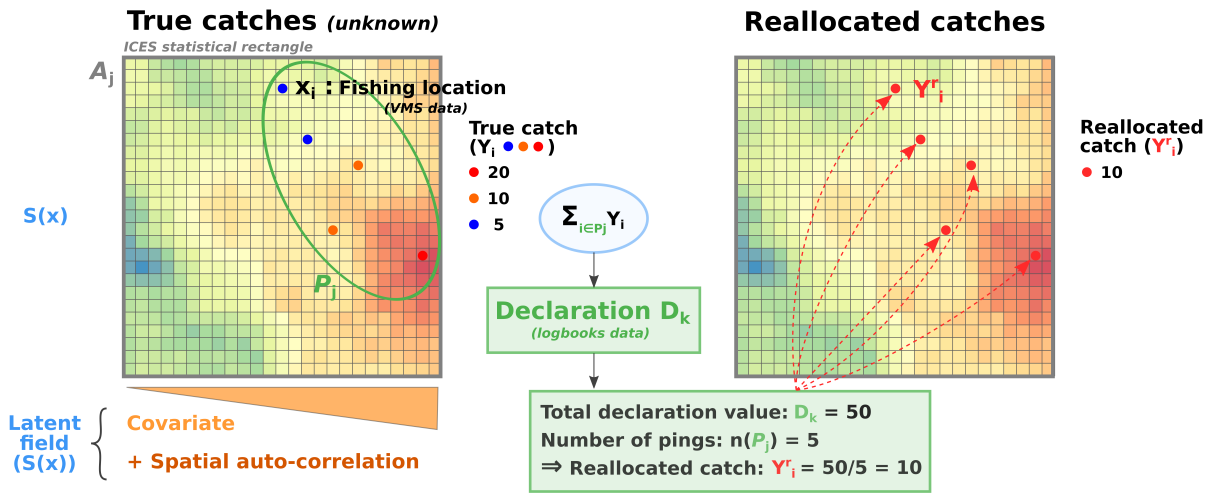 True catches (unknown)
ICES statistical rectangle
Aj
xi : Fishing location
(VMS data)
S(x)
Pj
Latent
field
(S(x))
Covariate
+ Spatial auto-correlation
True catch
(Yi )
20
10
5
Σi∈Pj Yi
Declaration Dk
(logbooks data)
Total declaration value: Dk = 50
Number of pings: n(Pj) = 5
⇒ Reallocated catch: Yri = 50/5 = 10
Reallocated catches
Yri
Reallocated
catch (Yri)
10